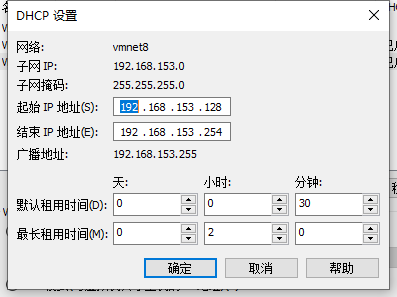 DHCP 设置
网络: vmnet8
子网 IP: 192.168.153.0
子网掩码: 255.255.255.0
起始 IP 地址(S): 192 . 168 . 153 . 128
结束 IP 地址(E): 192 . 168 . 153 . 254
广播地址: 192.168.153.255
天: 小时: 分钟:
默认租用时间(D): 0 0 30
最长租用时间(M): 0 2 0
确定 取消 帮助